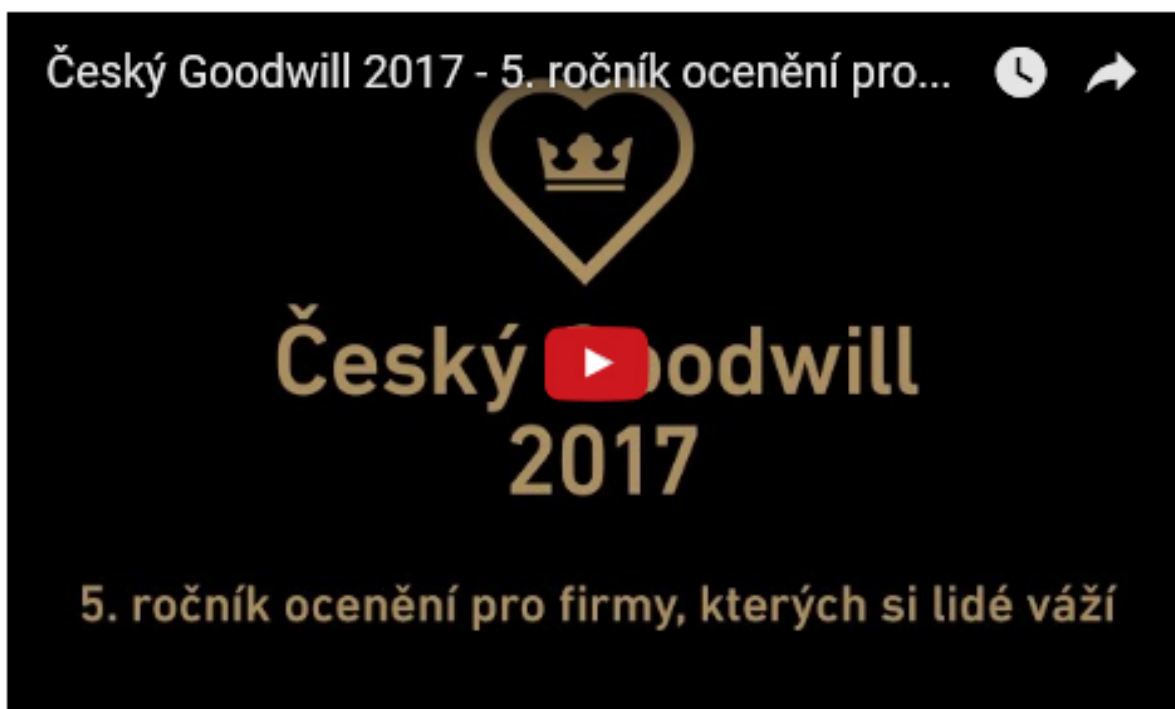 Český Goodwill 2017 - 5. ročník ocenění pro...
Český Goodwill
2017
5. ročník ocenění pro firmy, kterých si lidé váží